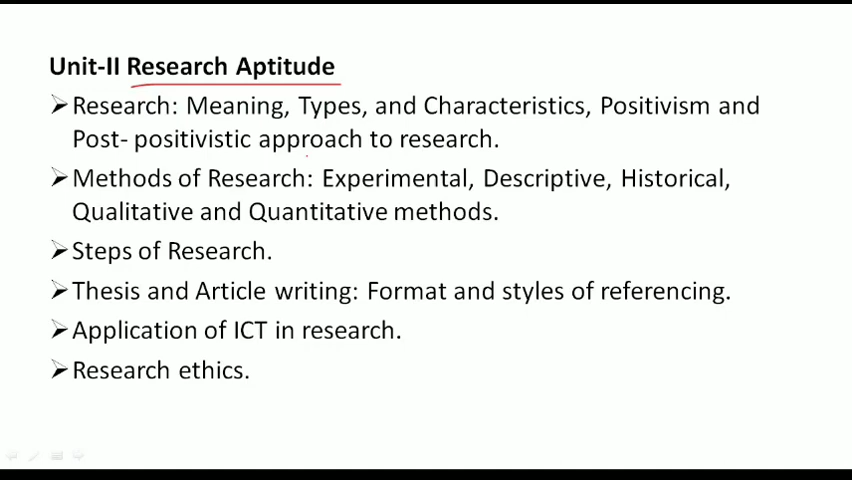 Unit-II Research Aptitude
➢Research: Meaning, Types, and Characteristics, Positivism and
Post- positivistic approach to research.
➢Methods of Research: Experimental, Descriptive, Historical,
Qualitative and Quantitative methods.
➢Steps of Research.
➢Thesis and Article writing: Format and styles of referencing.
➢Application of ICT in research.
➢Research ethics.